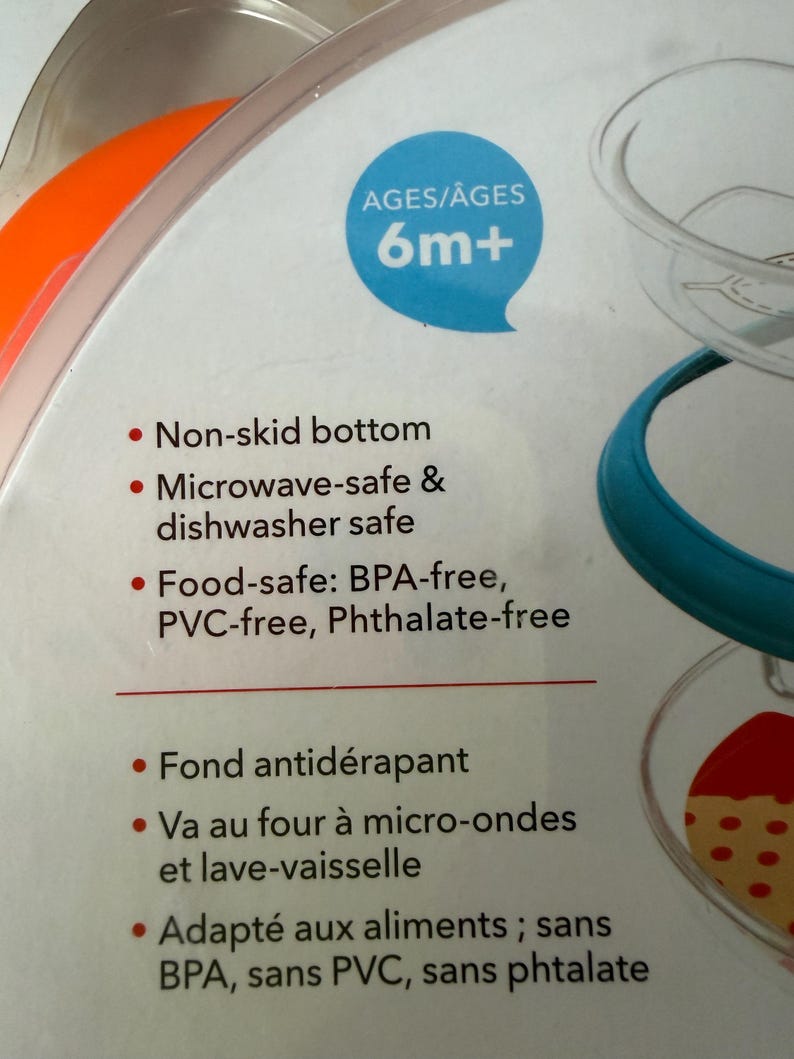 AGES/ÂGES
6m+
• Non-skid bottom
• Microwave-safe &
dishwasher safe
• Food-safe: BPA-free,
PVC-free, Phthalate-free
• Fond antidérapant
• Va au four à micro-ondes
et lave-vaisselle
• Adapté aux aliments ; sans
BPA, sans PVC, sans phtalate